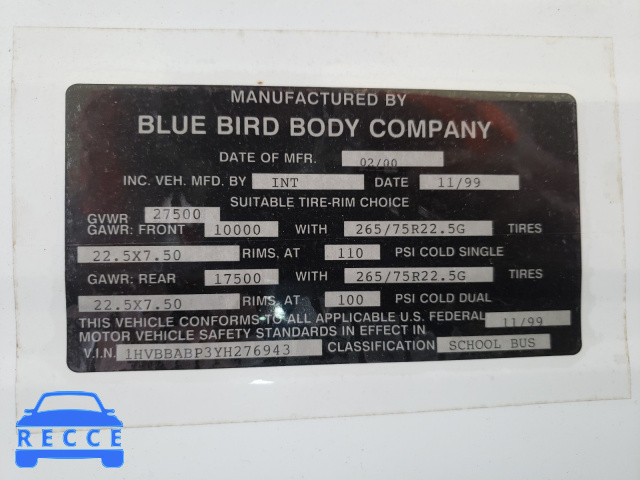 MANUFACTURED BY
BLUE BIRD BODY COMPANY
DATE OF MFR. 02/00
INC. VEH. MFD. BY INT DATE 11/99
SUITABLE TIRE-RIM CHOICE
GVWR 27500
GAWR: FRONT 10000 WITH 265/75R22.5G TIRES
22.5X7.50 RIMS, AT 110 PSI COLD SINGLE
GAWR: REAR 17500 WITH 265/75R22.5G TIRES
22.5X7.50 RIMS, AT 100 PSI COLD DUAL
THIS VEHICLE CONFORMS TO ALL APPLICABLE U.S. FEDERAL
MOTOR VEHICLE SAFETY STANDARDS IN EFFECT IN 11/99
V.I.N. 1HVBBABP3YH276943 CLASSIFICATION SCHOOL BUS
RECCE